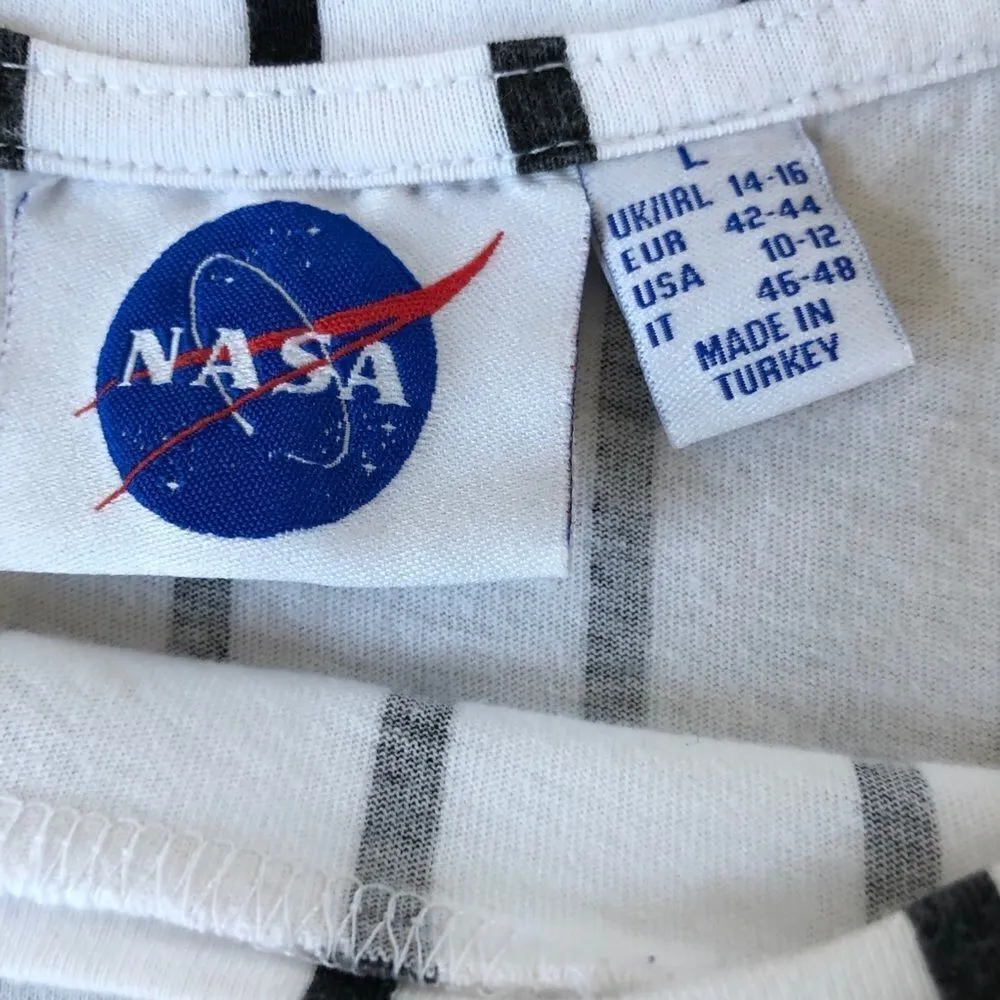 NASA
L
UK/IRL 14-16
EUR 42-44
USA 10-12
IT 46-48
MADE IN
TURKEY